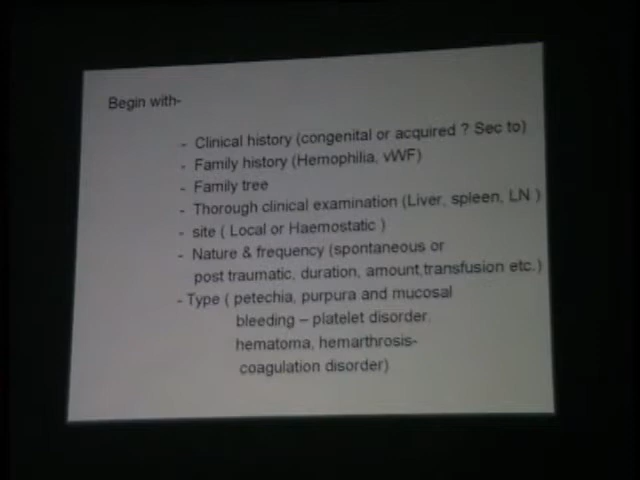 Begin with-
- Clinical history (congenital or acquired ? Sec to)
- Family history (Hemophilia, vWF)
- Family tree
- Thorough clinical examination (Liver, spleen, LN )
- site ( Local or Haemostatic )
- Nature & frequency (spontaneous or
post traumatic, duration, amount,transfusion etc.)
- Type ( petechia, purpura and mucosal
bleeding – platelet disorder,
hematoma, hemarthrosis-
coagulation disorder)